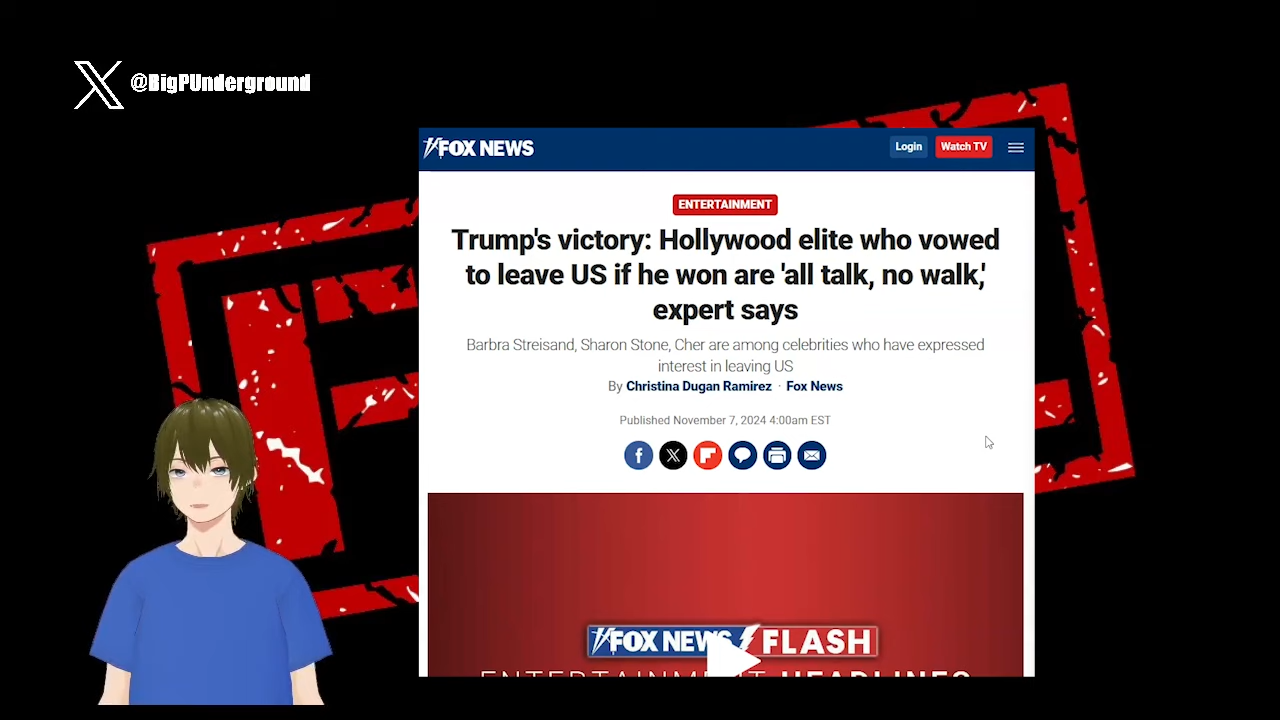 @BigPUnderground
FOX NEWS
Login
Watch TV
ENTERTAINMENT
Trump's victory: Hollywood elite who vowed
to leave US if he won are 'all talk, no walk,'
expert says
Barbra Streisand, Sharon Stone, Cher are among celebrities who have expressed
interest in leaving US
By Christina Dugan Ramirez · Fox News
Published November 7, 2024 4:00am EST
FOX NEWS FLASH
ENTERTAINMENT HEADLINES